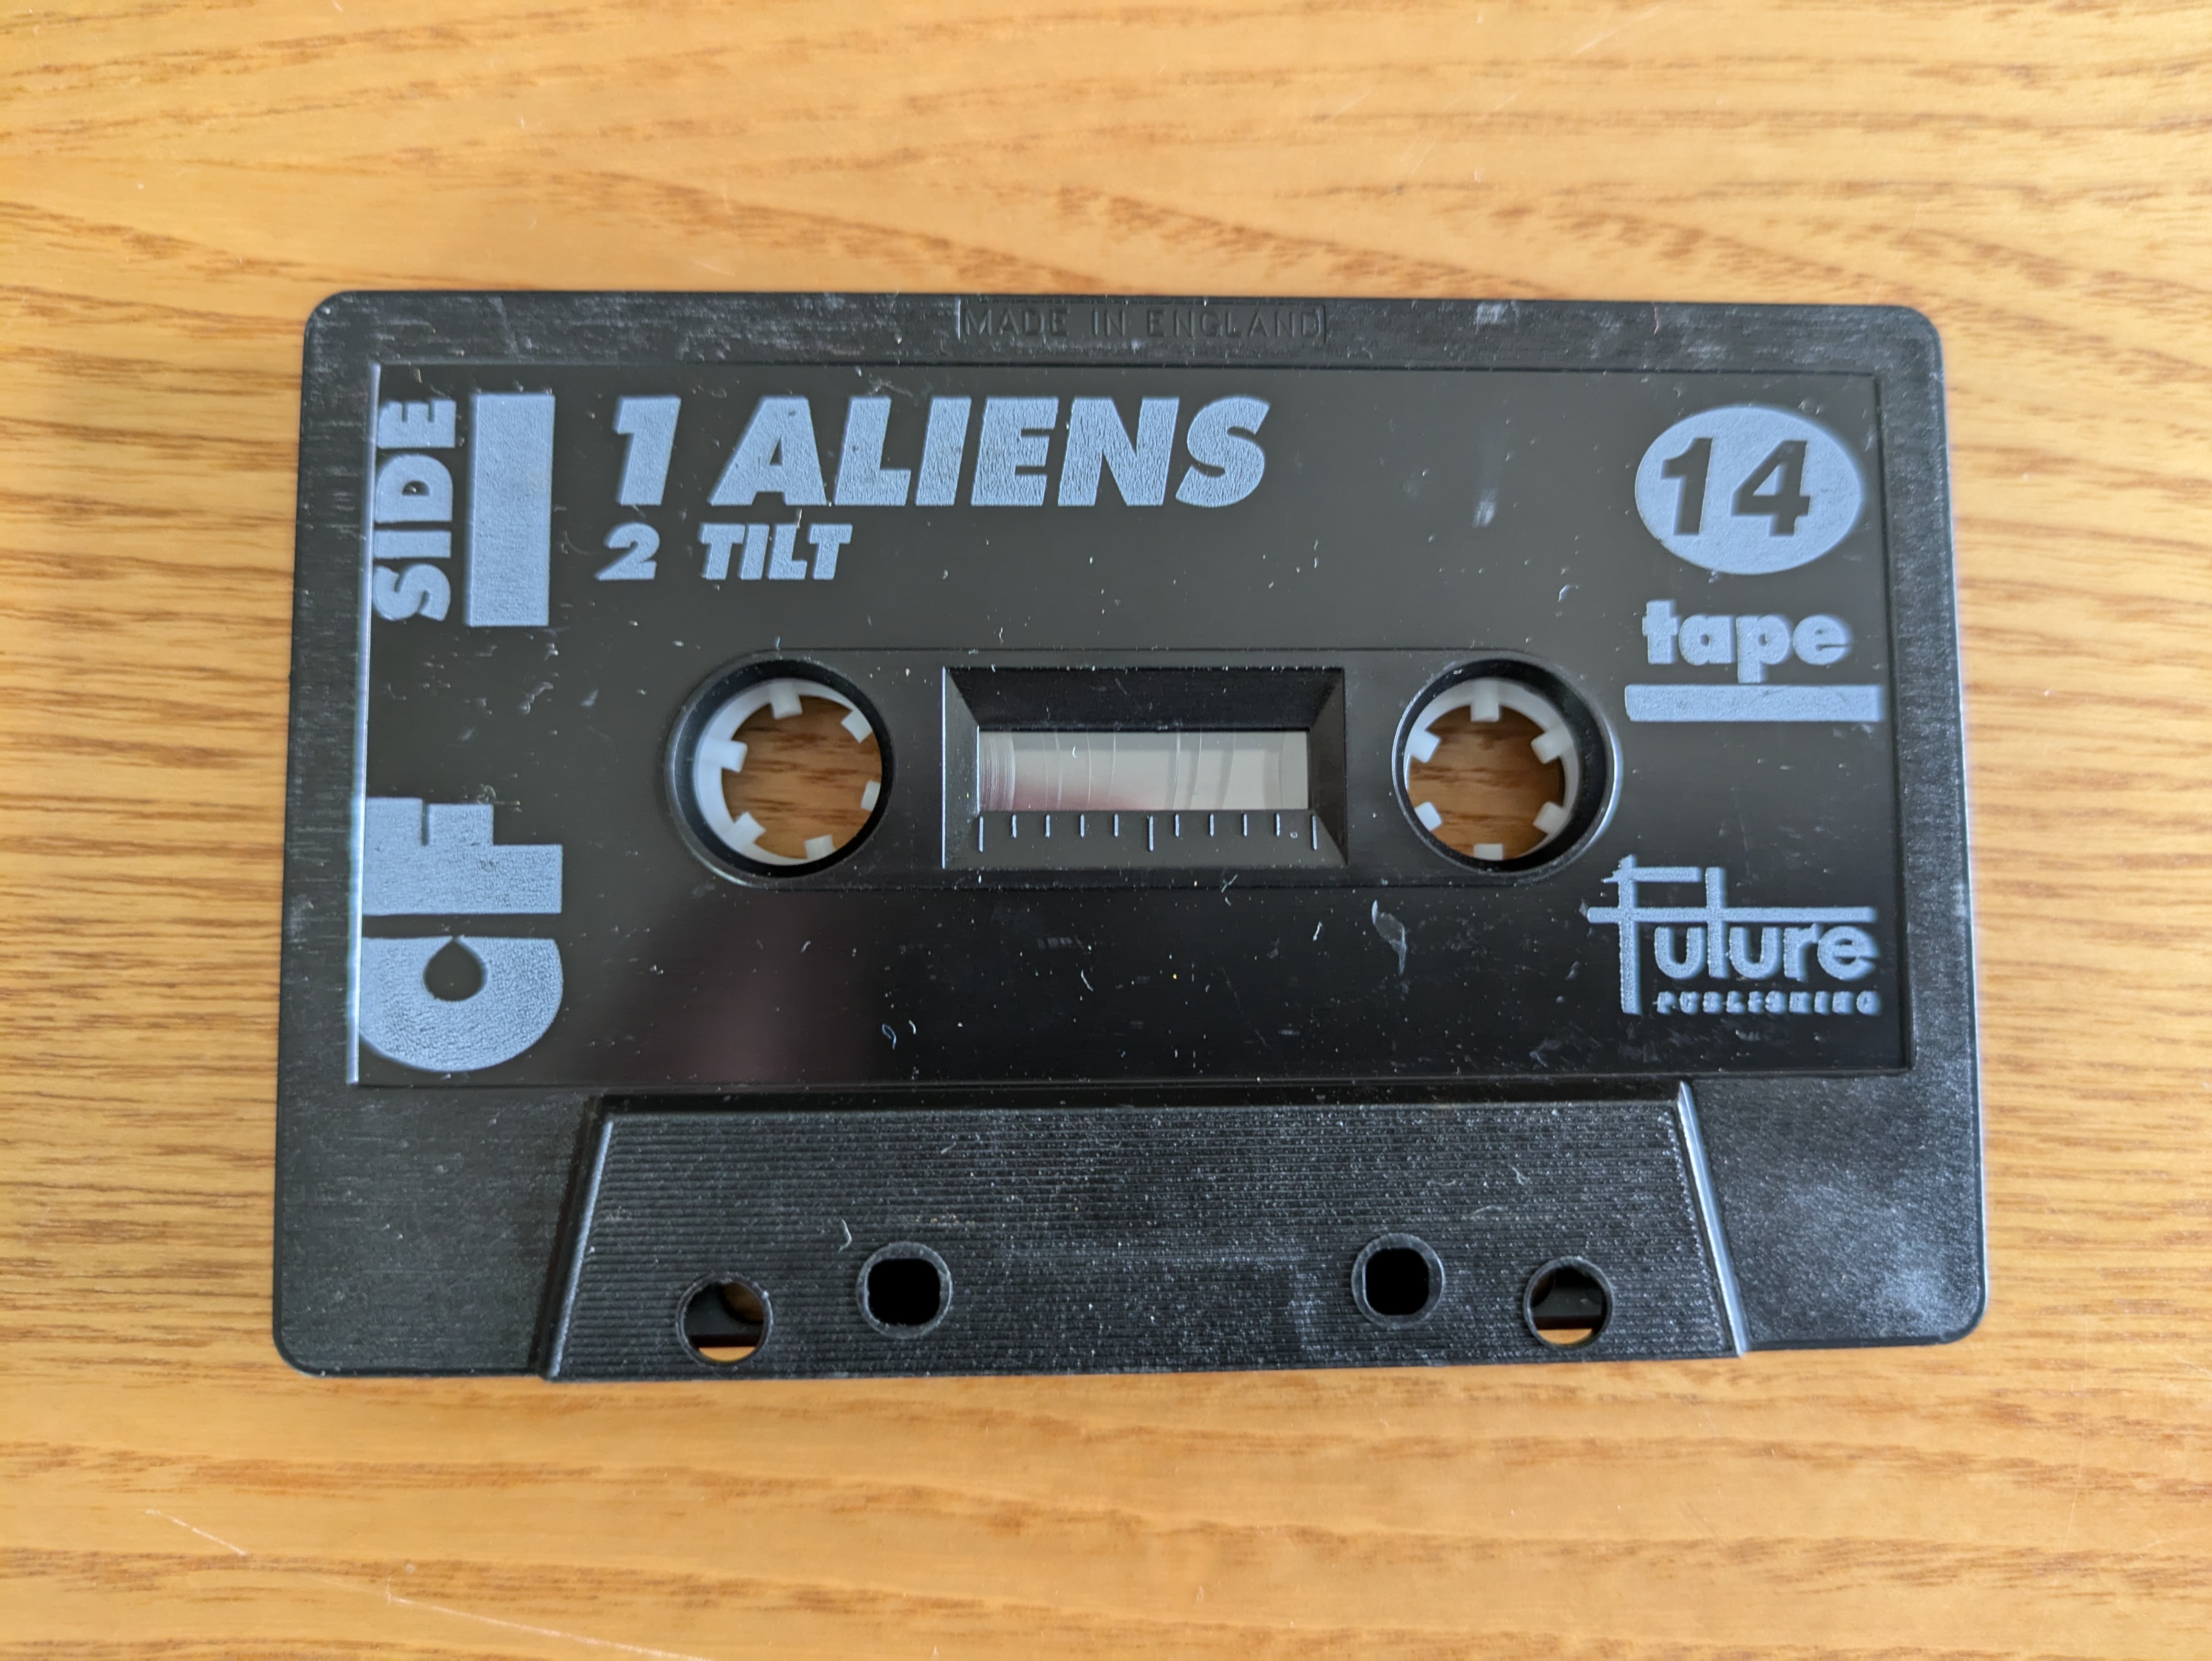 MADE IN ENGLAND
SIDE 1
1 ALIENS
2 TILT
CF
14
tape
Future
PUBLISHING